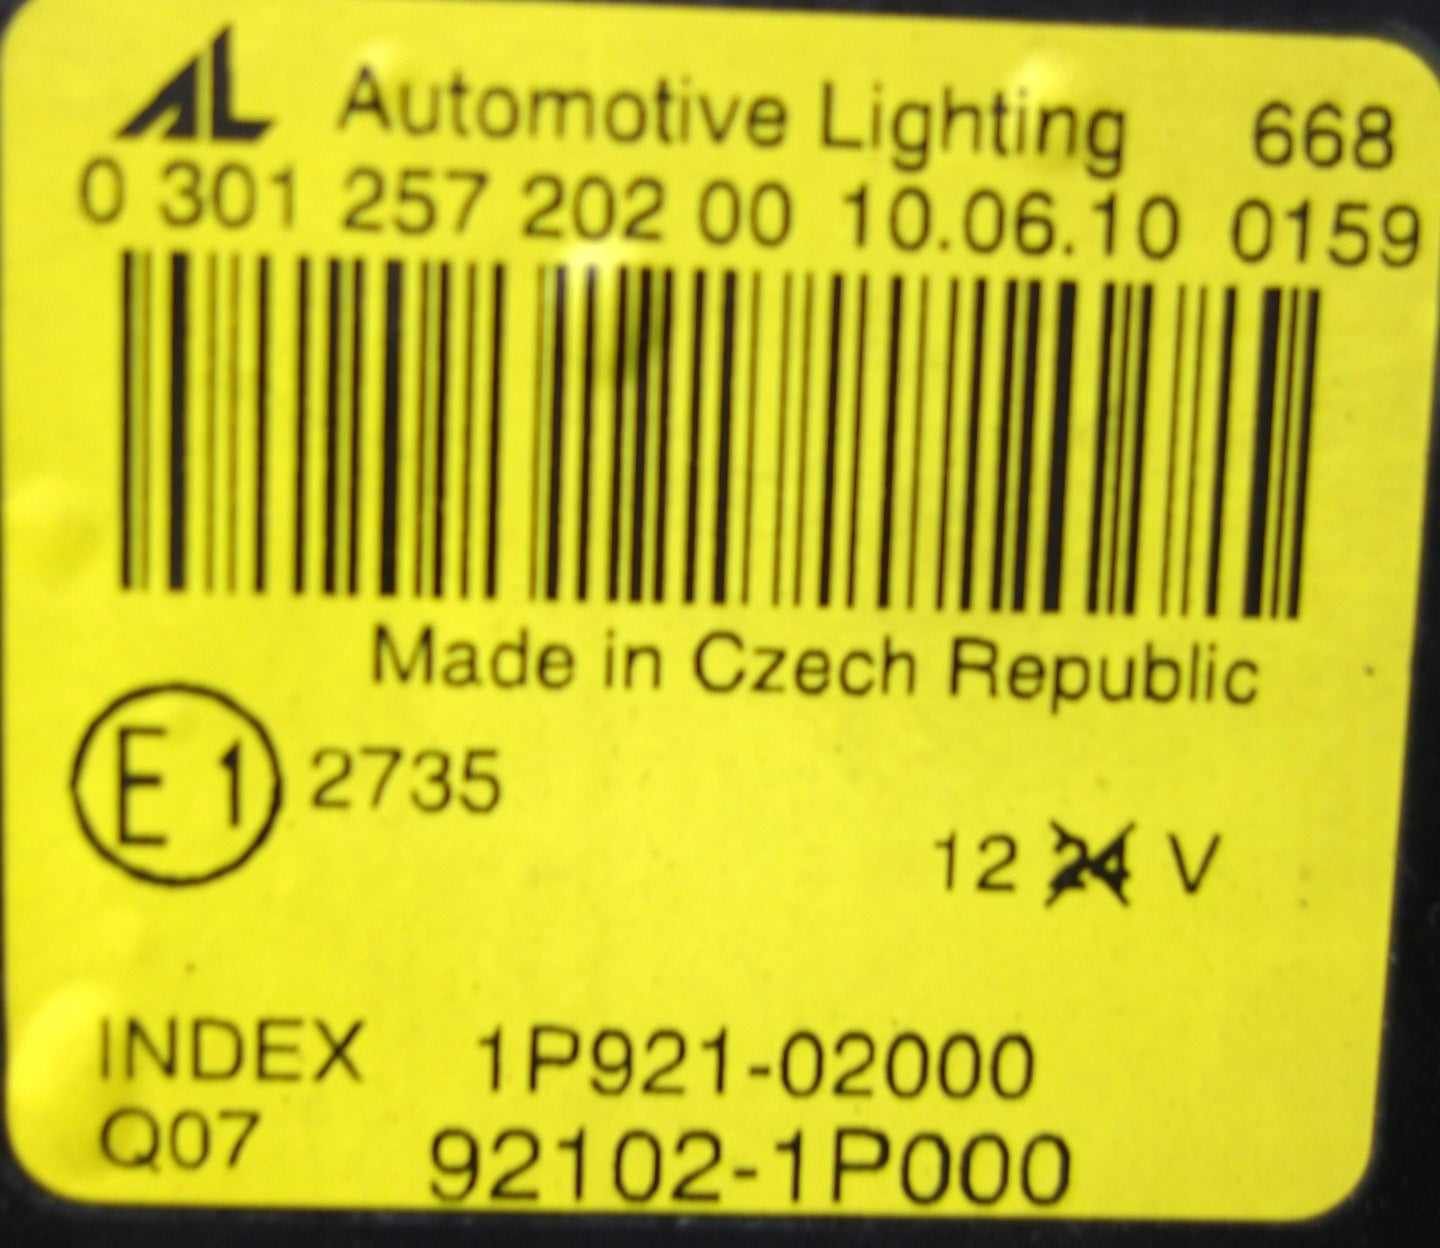 AL Automotive Lighting 668
0 301 257 202 00 10.06.10 0159
Made in Czech Republic
E1 2735
12 24 V
INDEX 1P921-02000
Q07 92102-1P000